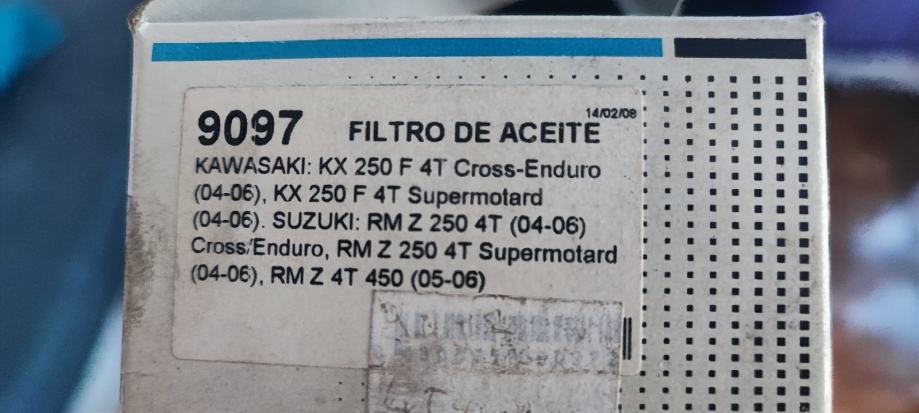 14/02/08
9097 FILTRO DE ACEITE
KAWASAKI: KX 250 F 4T Cross-Enduro
(04-06), KX 250 F 4T Supermotard
(04-06). SUZUKI: RM Z 250 4T (04-06)
Cross/Enduro, RM Z 250 4T Supermotard
(04-06), RM Z 4T 450 (05-06)